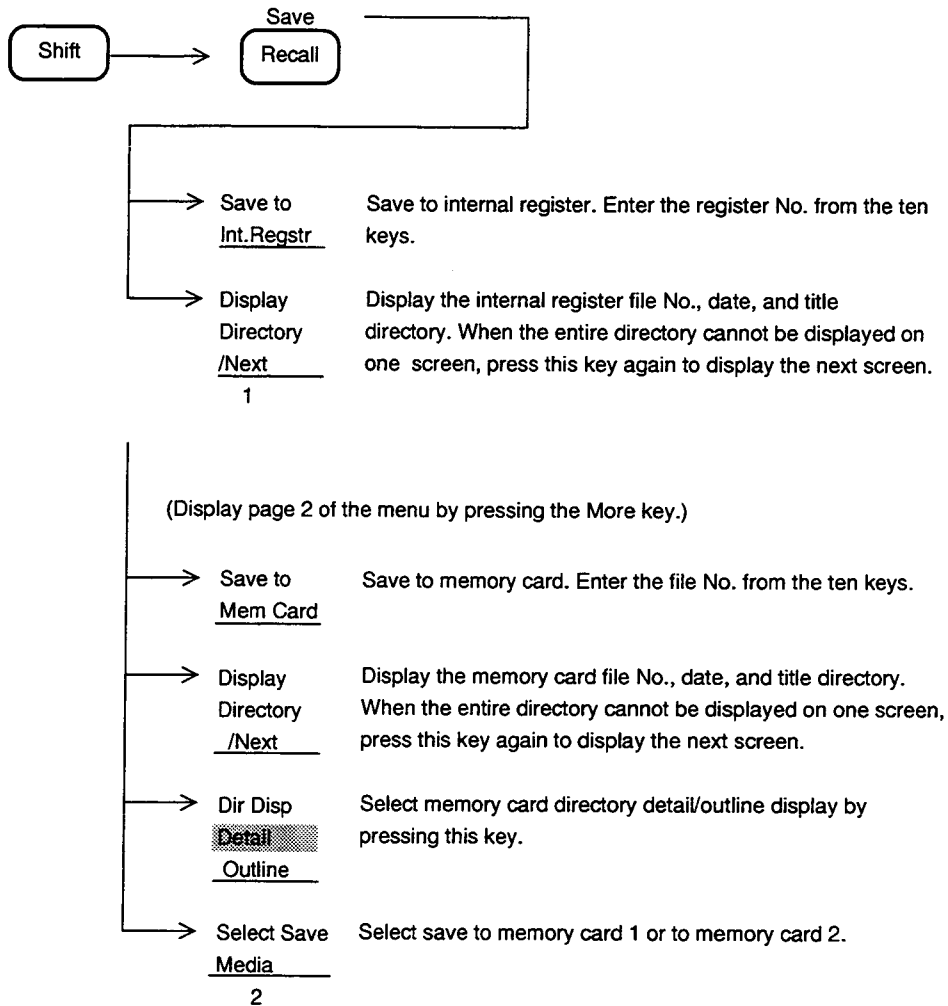 Save
Shift
Recall
Save to
Int.Regstr
Save to internal register. Enter the register No. from the ten
keys.
Display
Directory
/Next
1
Display the internal register file No., date, and title
directory. When the entire directory cannot be displayed on
one screen, press this key again to display the next screen.
(Display page 2 of the menu by pressing the More key.)
Save to
Mem Card
Save to memory card. Enter the file No. from the ten keys.
Display
Directory
/Next
Display the memory card file No., date, and title directory.
When the entire directory cannot be displayed on one screen,
press this key again to display the next screen.
Dir Disp
Detail
Outline
Select memory card directory detail/outline display by
pressing this key.
Select Save
Media
2
Select save to memory card 1 or to memory card 2.